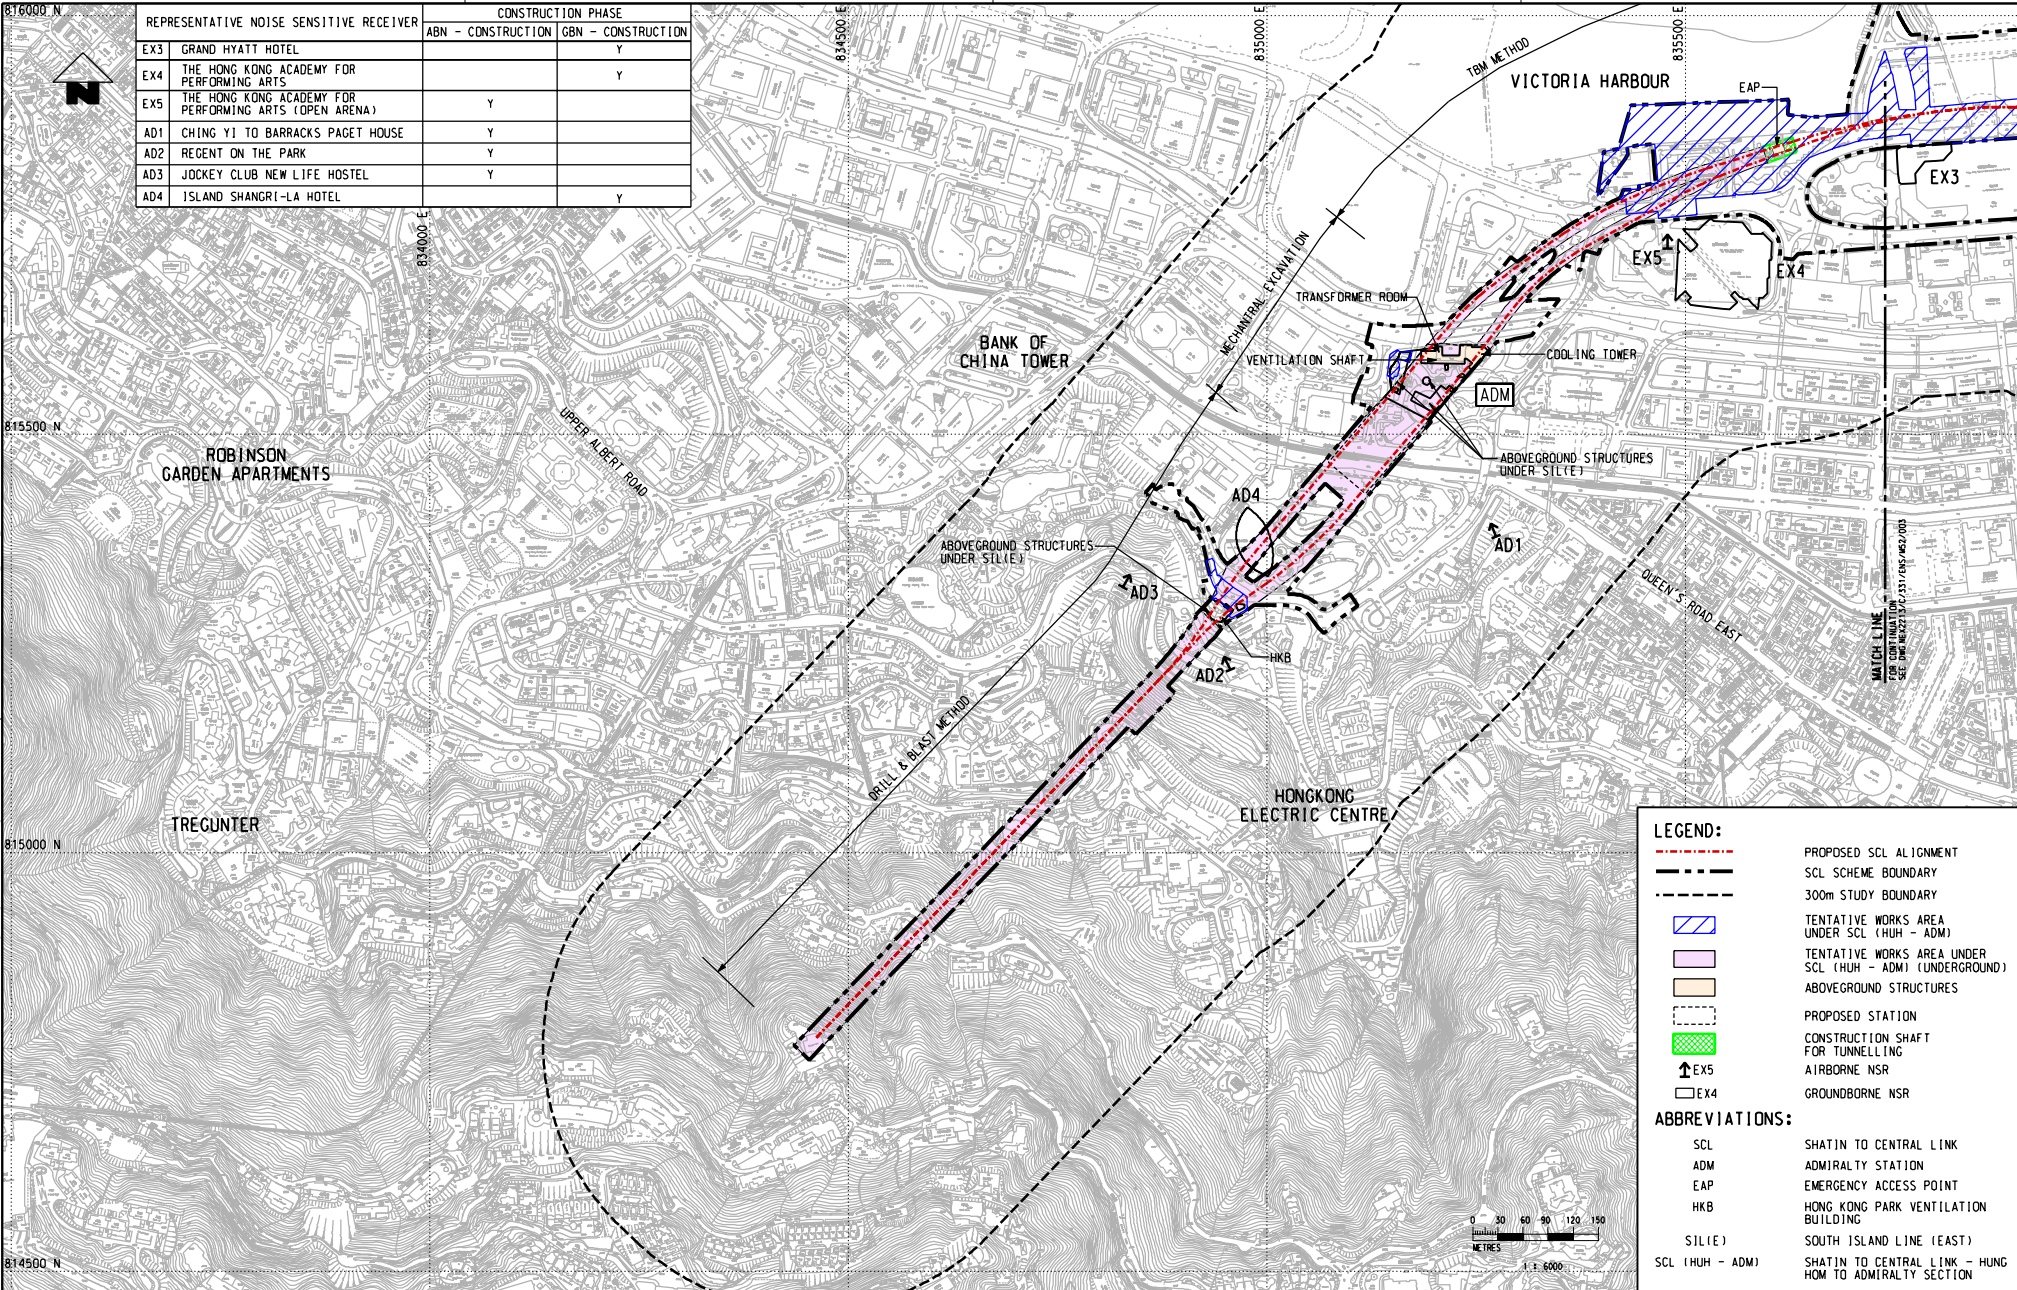 816000 N
REPRESENTATIVE NOISE SENSITIVE RECEIVER
CONSTRUCTION PHASE
ABN - CONSTRUCTION
GBN - CONSTRUCTION
EX3 GRAND HYATT HOTEL Y
EX4 THE HONG KONG ACADEMY FOR
PERFORMING ARTS Y
EX5 THE HONG KONG ACADEMY FOR
PERFORMING ARTS (OPEN ARENA) Y
AD1 CHING YI TO BARRACKS PAGET HOUSE Y
AD2 REGENT ON THE PARK Y
AD3 JOCKEY CLUB NEW LIFE HOSTEL Y
AD4 ISLAND SHANGRI-LA HOTEL Y
N
834000 E
834500 E
835000 E
835500 E
TBM METHOD
VICTORIA HARBOUR
EAP
EX3
EX5
EX4
MECHANTRAL EXCAVATION
TRANSFORMER ROOM
VENTILATION SHAFT
COOLING TOWER
ADM
BANK OF
CHINA TOWER
815500 N
ROBINSON
GARDEN APARTMENTS
UPPER ALBERT ROAD
ABOVEGROUND STRUCTURES
UNDER SIL(E)
AD4
AD1
ABOVEGROUND STRUCTURES
UNDER SIL(E)
AD3
QUEEN'S ROAD EAST
HKB
AD2
MATCH LINE
FOR CONTINUATION
SEE DWG.NEX2213/C/331/ENS/M52/003
DRILL & BLAST METHOD
HONGKONG
ELECTRIC CENTRE
TREGUNTER
815000 N
814500 N
0 30 60 90 120 150
METRES
1 : 6000
LEGEND:
PROPOSED SCL ALIGNMENT
SCL SCHEME BOUNDARY
300m STUDY BOUNDARY
TENTATIVE WORKS AREA
UNDER SCL (HUH - ADM)
TENTATIVE WORKS AREA UNDER
SCL (HUH - ADM) (UNDERGROUND)
ABOVEGROUND STRUCTURES
PROPOSED STATION
CONSTRUCTION SHAFT
FOR TUNNELLING
EX5 AIRBORNE NSR
EX4 GROUNDBORNE NSR
ABBREVIATIONS:
SCL SHATIN TO CENTRAL LINK
ADM ADMIRALTY STATION
EAP EMERGENCY ACCESS POINT
HKB HONG KONG PARK VENTILATION
BUILDING
SIL(E) SOUTH ISLAND LINE (EAST)
SCL (HUH - ADM) SHATIN TO CENTRAL LINK - HUNG
HOM TO ADMIRALTY SECTION